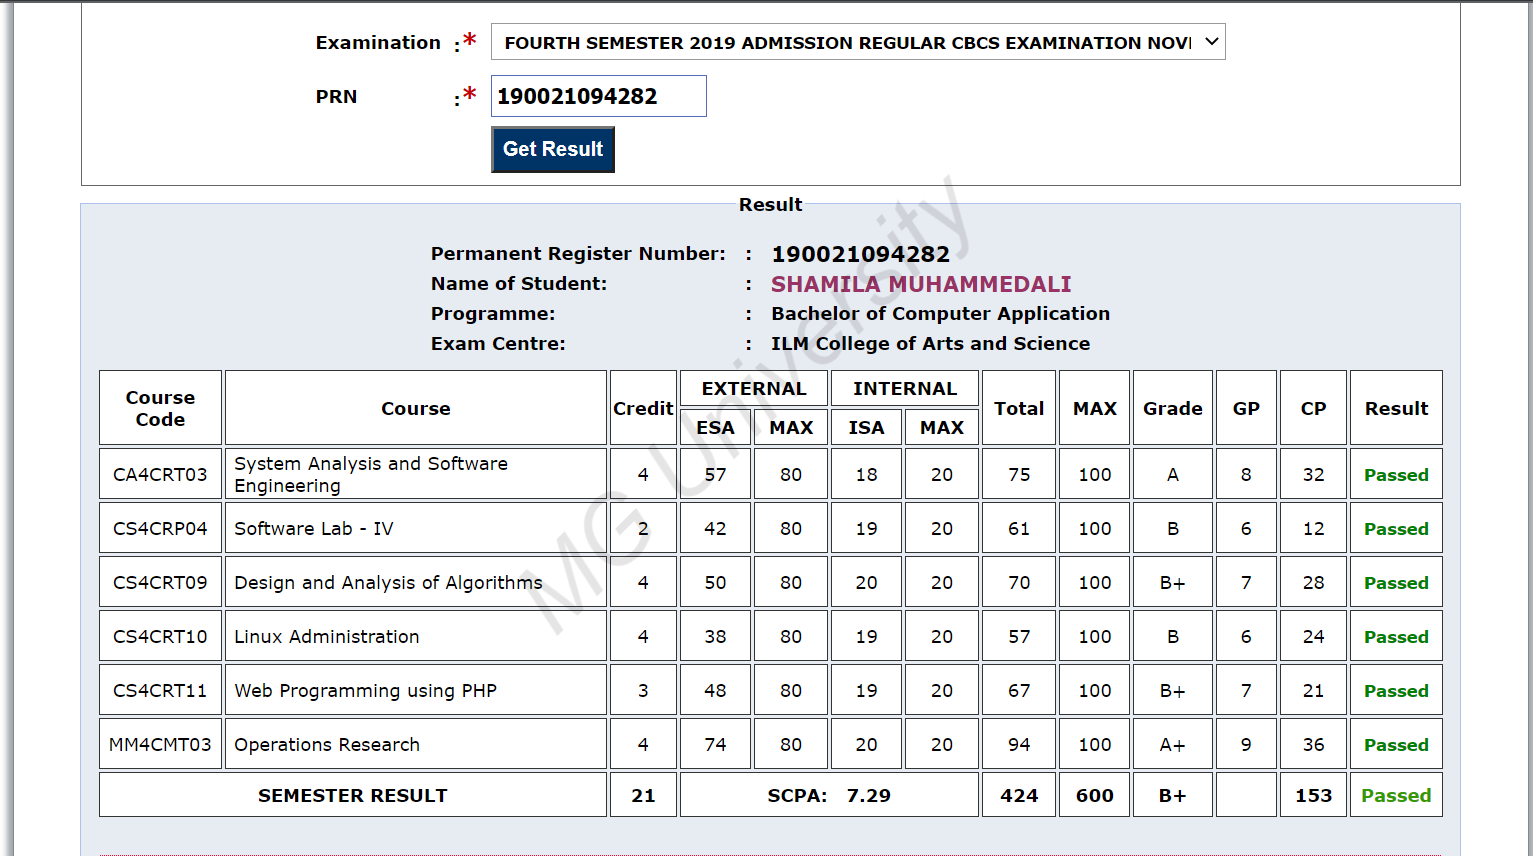 Examination :* FOURTH SEMESTER 2019 ADMISSION REGULAR CBCS EXAMINATION
PRN :* 190021094282
Get Result
Result
Permanent Register Number: : 190021094282
Name of Student: : SHAMILA MUHAMMEDALI
Programme: : Bachelor of Computer Application
Exam Centre: : ILM College of Arts and Science
MG University
Course Code Course Credit EXTERNAL INTERNAL Total MAX Grade GP CP Result
ESA MAX ISA MAX
CA4CRT03 System Analysis and Software Engineering 4 57 80 18 20 75 100 A 8 32 Passed
CS4CRP04 Software Lab - IV 2 42 80 19 20 61 100 B 6 12 Passed
CS4CRT09 Design and Analysis of Algorithms 4 50 80 20 20 70 100 B+ 7 28 Passed
CS4CRT10 Linux Administration 4 38 80 19 20 57 100 B 6 24 Passed
CS4CRT11 Web Programming using PHP 3 48 80 19 20 67 100 B+ 7 21 Passed
MM4CMT03 Operations Research 4 74 80 20 20 94 100 A+ 9 36 Passed
SEMESTER RESULT 21 SCPA: 7.29 424 600 B+ 153 Passed